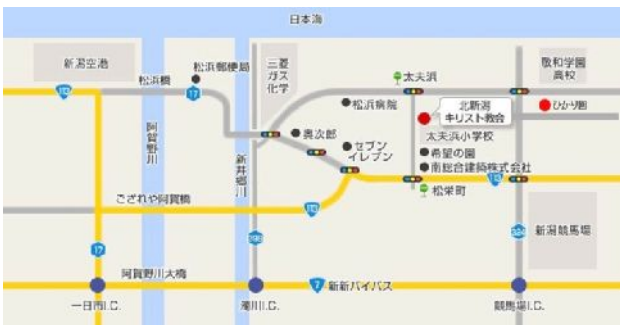 日本海
新潟空港
松浜橋
松浜郵便局
17
三菱
ガス
化学
太夫浜
敬和学園
高校
113
松浜病院
北新潟
キリスト教会
ひかり園
阿賀野川
新井郷川
奥次郎
セブン
イレブン
太夫浜小学校
希望の園
南総合建築株式会社
113
松栄町
ござれや阿賀橋
113
17
新潟競馬場
阿賀野川大橋
7
新新バイパス
一日市I.C.
濁川I.C.
競馬場I.C.